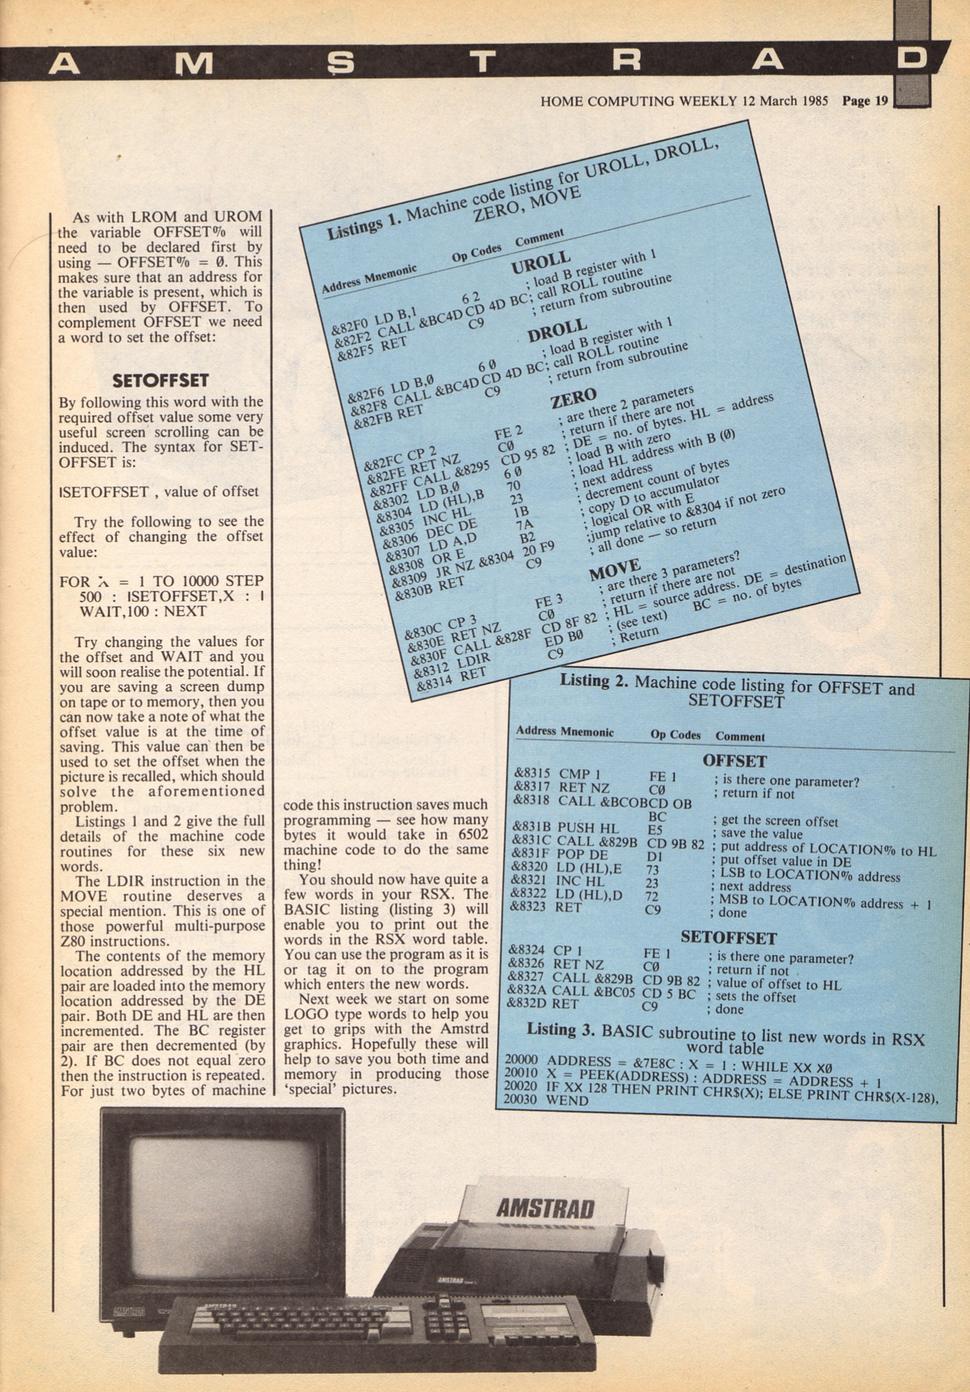 AMSTRAD
HOME COMPUTING WEEKLY 12 March 1985 Page 19
As with LROM and UROM
the variable OFFSET% will
need to be declared first by
using — OFFSET% = 0. This
makes sure that an address for
the variable is present, which is
then used by OFFSET. To
complement OFFSET we need
a word to set the offset:
SETOFFSET
By following this word with the
required offset value some very
useful screen scrolling can be
induced. The syntax for SET-
OFFSET is:
ISETOFFSET , value of offset
Try the following to see the
effect of changing the offset
value:
FOR X = 1 TO 10000 STEP
500 : ISETOFFSET,X : I
WAIT,100 : NEXT
Try changing the values for
the offset and WAIT and you
will soon realise the potential. If
you are saving a screen dump
on tape or to memory, then you
can now take a note of what the
offset value is at the time of
saving. This value can then be
used to set the offset when the
picture is recalled, which should
solve the aforementioned
problem.
Listings 1 and 2 give the full
details of the machine code
routines for these six new
words.
The LDIR instruction in the
MOVE routine deserves a
special mention. This is one of
those powerful multi-purpose
Z80 instructions.
The contents of the memory
location addressed by the HL
pair are loaded into the memory
location addressed by the DE
pair. Both DE and HL are then
incremented. The BC register
pair are then decremented (by
2). If BC does not equal zero
then the instruction is repeated.
For just two bytes of machine
code this instruction saves much
programming — see how many
bytes it would take in 6502
machine code to do the same
thing!
You should now have quite a
few words in your RSX. The
BASIC listing (listing 3) will
enable you to print out the
words in the RSX word table.
You can use the program as it is
or tag it on to the program
which enters the new words.
Next week we start on some
LOGO type words to help you
get to grips with the Amstrd
graphics. Hopefully these will
help to save you both time and
memory in producing those
'special' pictures.
Listings 1. Machine code listing for UROLL, DROLL,
ZERO, MOVE
Address Mnemonic Op Codes Comment
UROLL
&82F0 LD B,1 6 2 ; load B register with 1
&82F2 CALL &BC4D CD 4D BC; call ROLL routine
&82F5 RET C9 ; return from subroutine
DROLL
&82F6 LD B,0 6 0 ; load B register with 1
&82F8 CALL &BC4D CD 4D BC; call ROLL routine
&82FB RET C9 ; return from subroutine
ZERO
&82FC CP 2 FE 2 ; are there 2 parameters
&82FE RET NZ C0 ; return if there are not
&82FF CALL &8295 CD 95 82 ; DE = no. of bytes. HL = address
&8302 LD B,0 6 0 ; load B with zero
&8304 LD (HL),B 70 ; load HL address with B (0)
&8305 INC HL 23 ; next address
&8306 DEC DE 1B ; decrement count of bytes
&8307 LD A,D 7A ; copy D to accumulator
&8308 OR E B2 ; logical OR with E
&8309 JR NZ &8304 20 F9 ;jump relative to &8304 if not zero
&830B RET C9 ; all done — so return
MOVE
&830C CP 3 FE 3 ; are there 3 parameters?
&830E RET NZ C0 ; return if there are not
&830F CALL &828F CD 8F 82 ; HL = source address. DE = destination
&8312 LDIR ED B0 ; (see text) BC = no. of bytes
&8314 RET C9 ; Return
Listing 2. Machine code listing for OFFSET and
SETOFFSET
Address Mnemonic Op Codes Comment
OFFSET
&8315 CMP 1 FE 1 ; is there one parameter?
&8317 RET NZ C0 ; return if not
&8318 CALL &BCOBCD OB
BC ; get the screen offset
&831B PUSH HL E5 ; save the value
&831C CALL &829B CD 9B 82 ; put address of LOCATION% to HL
&831F POP DE D1 ; put offset value in DE
&8320 LD (HL),E 73 ; LSB to LOCATION% address
&8321 INC HL 23 ; next address
&8322 LD (HL),D 72 ; MSB to LOCATION% address + 1
&8323 RET C9 ; done
SETOFFSET
&8324 CP 1 FE 1 ; is there one parameter?
&8326 RET NZ C0 ; return if not
&8327 CALL &829B CD 9B 82 ; value of offset to HL
&832A CALL &BC05 CD 5 BC ; sets the offset
&832D RET C9 ; done
Listing 3. BASIC subroutine to list new words in RSX
word table
20000 ADDRESS = &7E8C : X = 1 : WHILE XX X0
20010 X = PEEK(ADDRESS) : ADDRESS = ADDRESS + 1
20020 IF XX 128 THEN PRINT CHR$(X); ELSE PRINT CHR$(X-128),
20030 WEND
AMSTRAD
AMSTRAD
AMSTRAD